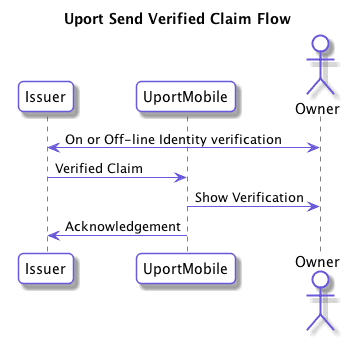 Uport Send Verified Claim Flow
Issuer
UportMobile
Owner
On or Off-line Identity verification
Verified Claim
Show Verification
Acknowledgement
Issuer
UportMobile
Owner